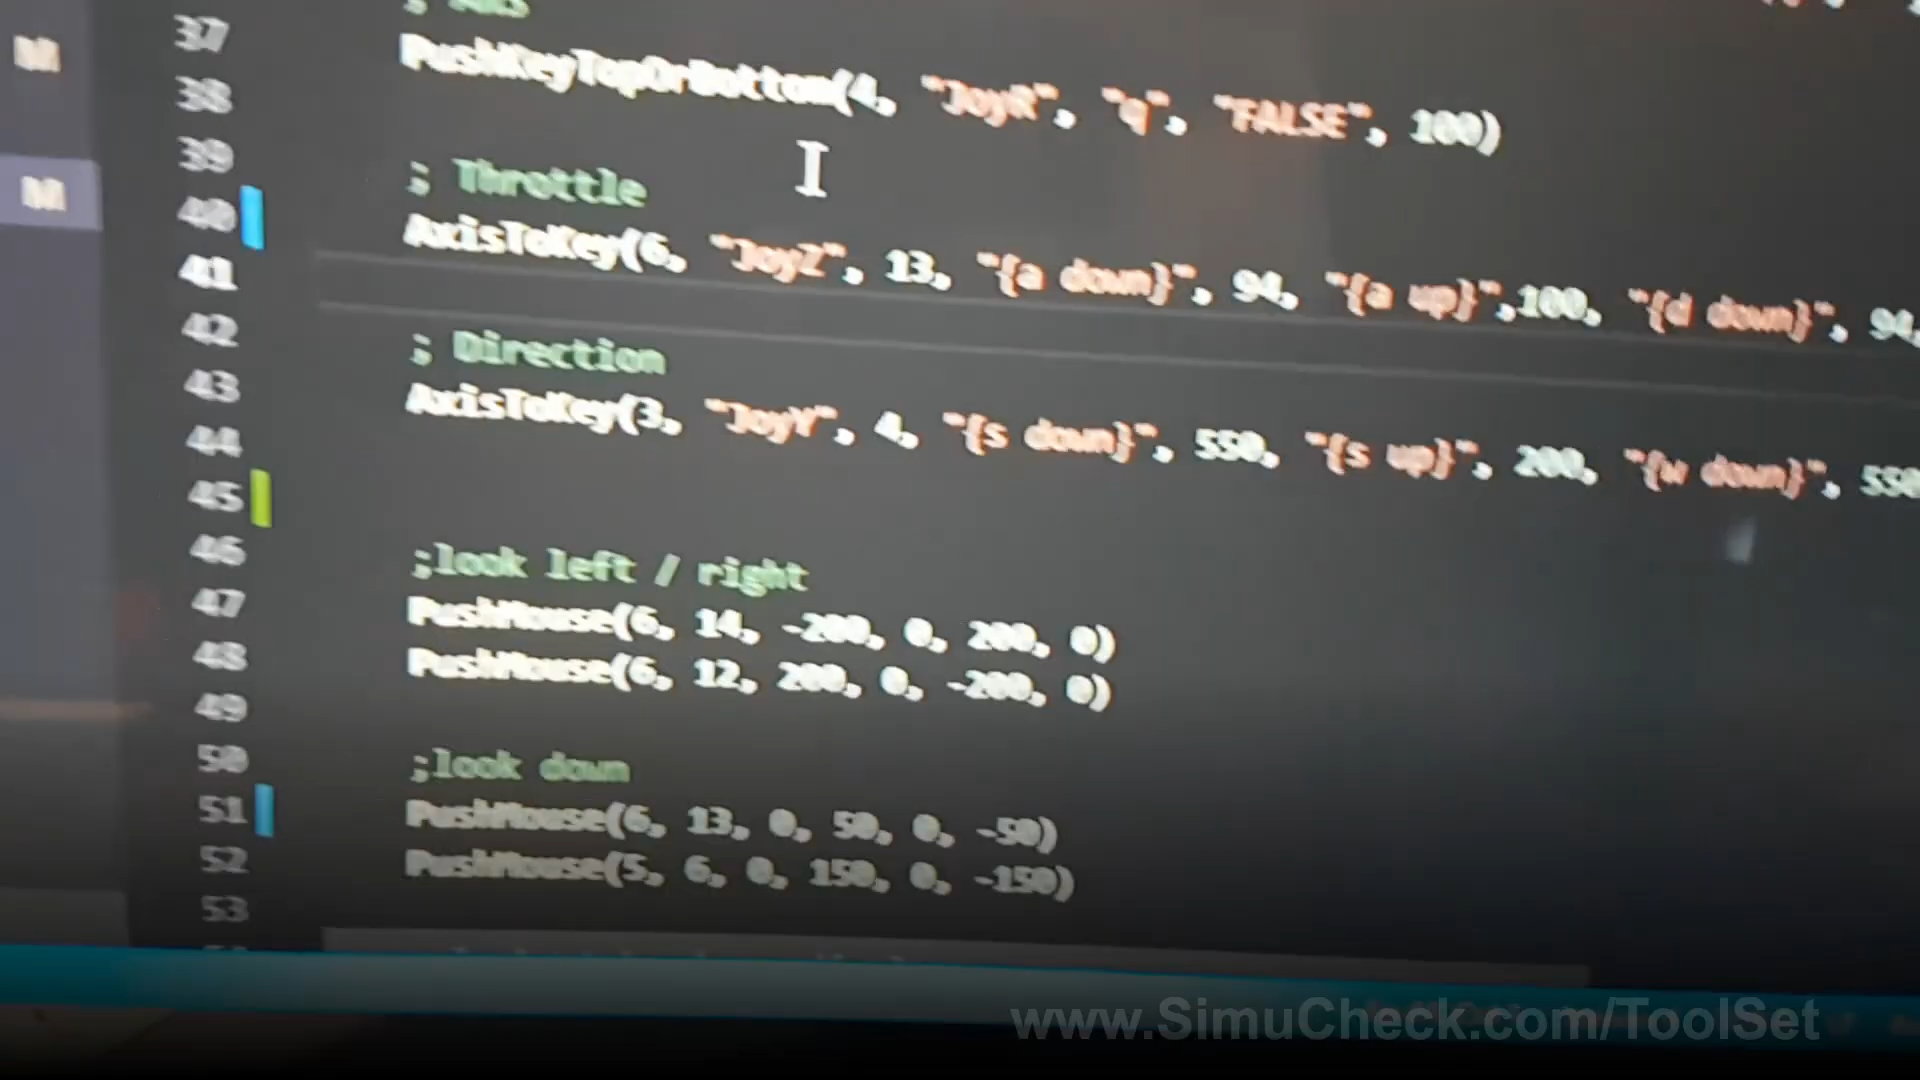 M
M
37
38 PushKeyTopOrBottom(4, "JoyR", "q", "FALSE", 100)
39
40 ; Throttle
41 AxisToKey(6, "JoyZ", 13, "{a down}", 94, "{a up}",100, "{d down}", 94,
42
43 ; Direction
44 AxisToKey(3, "JoyY", 4, "{s down}", 550, "{s up}", 200, "{w down}", 550
45
46
47 ;look left / right
48 PushMouse(6, 14, -200, 0, 200, 0)
49 PushMouse(6, 12, 200, 0, -200, 0)
50
51 ;look down
52 PushMouse(6, 13, 0, 50, 0, -50)
53 PushMouse(5, 6, 0, 150, 0, -150)
www.SimuCheck.com/ToolSet